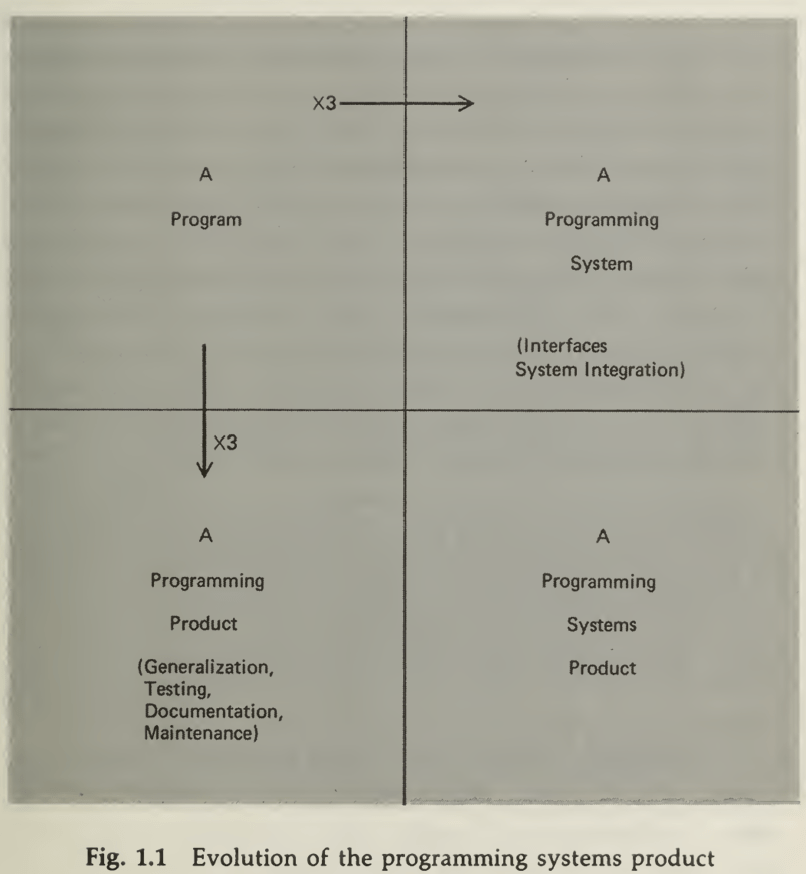 X3
A
Program
A
Programming
System
(Interfaces
System Integration)
X3
A
Programming
Product
(Generalization,
Testing,
Documentation,
Maintenance)
A
Programming
Systems
Product
Fig. 1.1 Evolution of the programming systems product